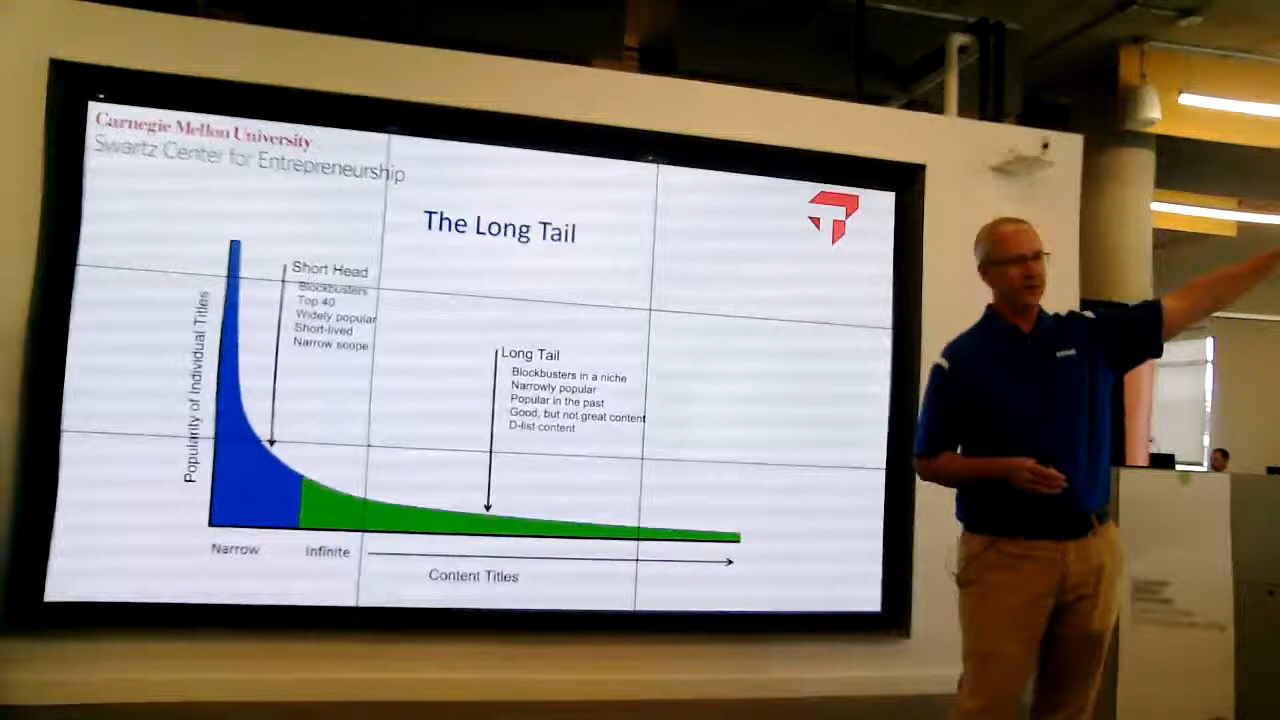 Carnegie Mellon University
Swartz Center for Entrepreneurship
The Long Tail
Popularity of Individual Titles
Short Head
Blockbusters
Top 40
Widely popular
Short-lived
Narrow scope
Long Tail
Blockbusters in a niche
Narrowly popular
Popular in the past
Good, but not great content
D-list content
Narrow
Infinite
Content Titles